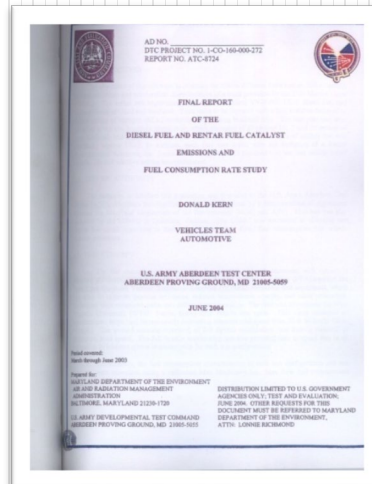 AD NO.
DTC PROJECT NO. 1-CO-160-000-272
REPORT NO. ATC-8724
FINAL REPORT
OF THE
DIESEL FUEL AND RENTAR FUEL CATALYST
EMISSIONS AND
FUEL CONSUMPTION RATE STUDY
DONALD KERN
VEHICLES TEAM
AUTOMOTIVE
U.S. ARMY ABERDEEN TEST CENTER
ABERDEEN PROVING GROUND, MD 21005-5059
JUNE 2004
Period covered:
March through June 2003
Prepared for:
MARYLAND DEPARTMENT OF THE ENVIRONMENT
AIR AND RADIATION MANAGEMENT
ADMINISTRATION
BALTIMORE, MARYLAND 21230-1720
U.S. ARMY DEVELOPMENTAL TEST COMMAND
ABERDEEN PROVING GROUND, MD 21005-5055
DISTRIBUTION LIMITED TO U.S. GOVERNMENT
AGENCIES ONLY; TEST AND EVALUATION;
JUNE 2004. OTHER REQUESTS FOR THIS
DOCUMENT MUST BE REFERRED TO MARYLAND
DEPARTMENT OF THE ENVIRONMENT,
ATTN: LONNIE RICHMOND